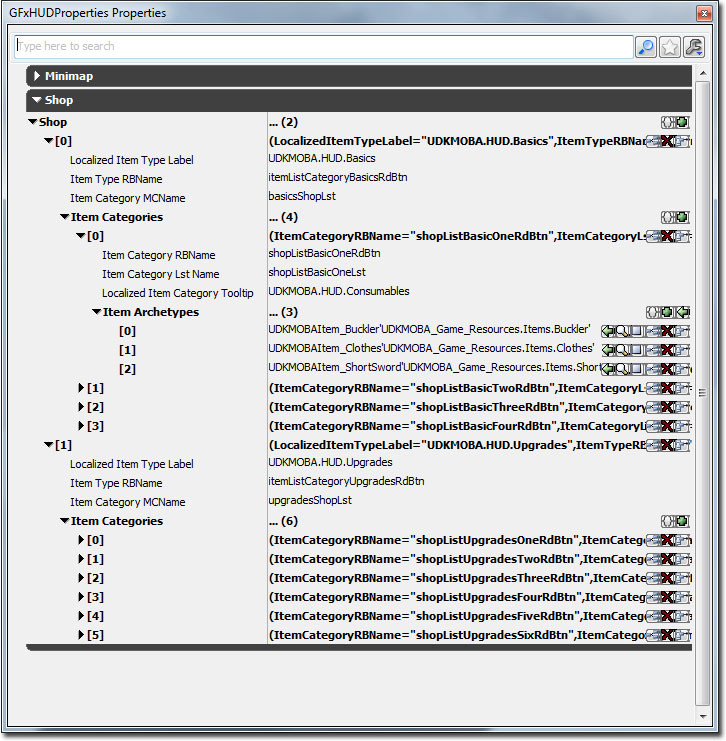 GFxHUDProperties Properties
Type here to search
Minimap
Shop
Shop ... (2)
[0] (LocalizedItemTypeLabel="UDKMOBA.HUD.Basics",ItemTypeRBNam
Localized Item Type Label UDKMOBA.HUD.Basics
Item Type RBName itemListCategoryBasicsRdBtn
Item Category MCName basicsShopLst
Item Categories ... (4)
[0] (ItemCategoryRBName="shopListBasicOneRdBtn",ItemCategoryLs
Item Category RBName shopListBasicOneRdBtn
Item Category Lst Name shopListBasicOneLst
Localized Item Category Tooltip UDKMOBA.HUD.Consumables
Item Archetypes ... (3)
[0] UDKMOBAItem_Buckler'UDKMOBA_Game_Resources.Items.Buckler'
[1] UDKMOBAItem_Clothes'UDKMOBA_Game_Resources.Items.Clothes'
[2] UDKMOBAItem_ShortSword'UDKMOBA_Game_Resources.Items.Short
[1] (ItemCategoryRBName="shopListBasicTwoRdBtn",ItemCategoryL
[2] (ItemCategoryRBName="shopListBasicThreeRdBtn",ItemCategory
[3] (ItemCategoryRBName="shopListBasicFourRdBtn",ItemCategoryL
[1] (LocalizedItemTypeLabel="UDKMOBA.HUD.Upgrades",ItemTypeRB
Localized Item Type Label UDKMOBA.HUD.Upgrades
Item Type RBName itemListCategoryUpgradesRdBtn
Item Category MCName upgradesShopLst
Item Categories ... (6)
[0] (ItemCategoryRBName="shopListUpgradesOneRdBtn",ItemCateg
[1] (ItemCategoryRBName="shopListUpgradesTwoRdBtn",ItemCateg
[2] (ItemCategoryRBName="shopListUpgradesThreeRdBtn",ItemCat
[3] (ItemCategoryRBName="shopListUpgradesFourRdBtn",ItemCateg
[4] (ItemCategoryRBName="shopListUpgradesFiveRdBtn",ItemCateg
[5] (ItemCategoryRBName="shopListUpgradesSixRdBtn",ItemCatego